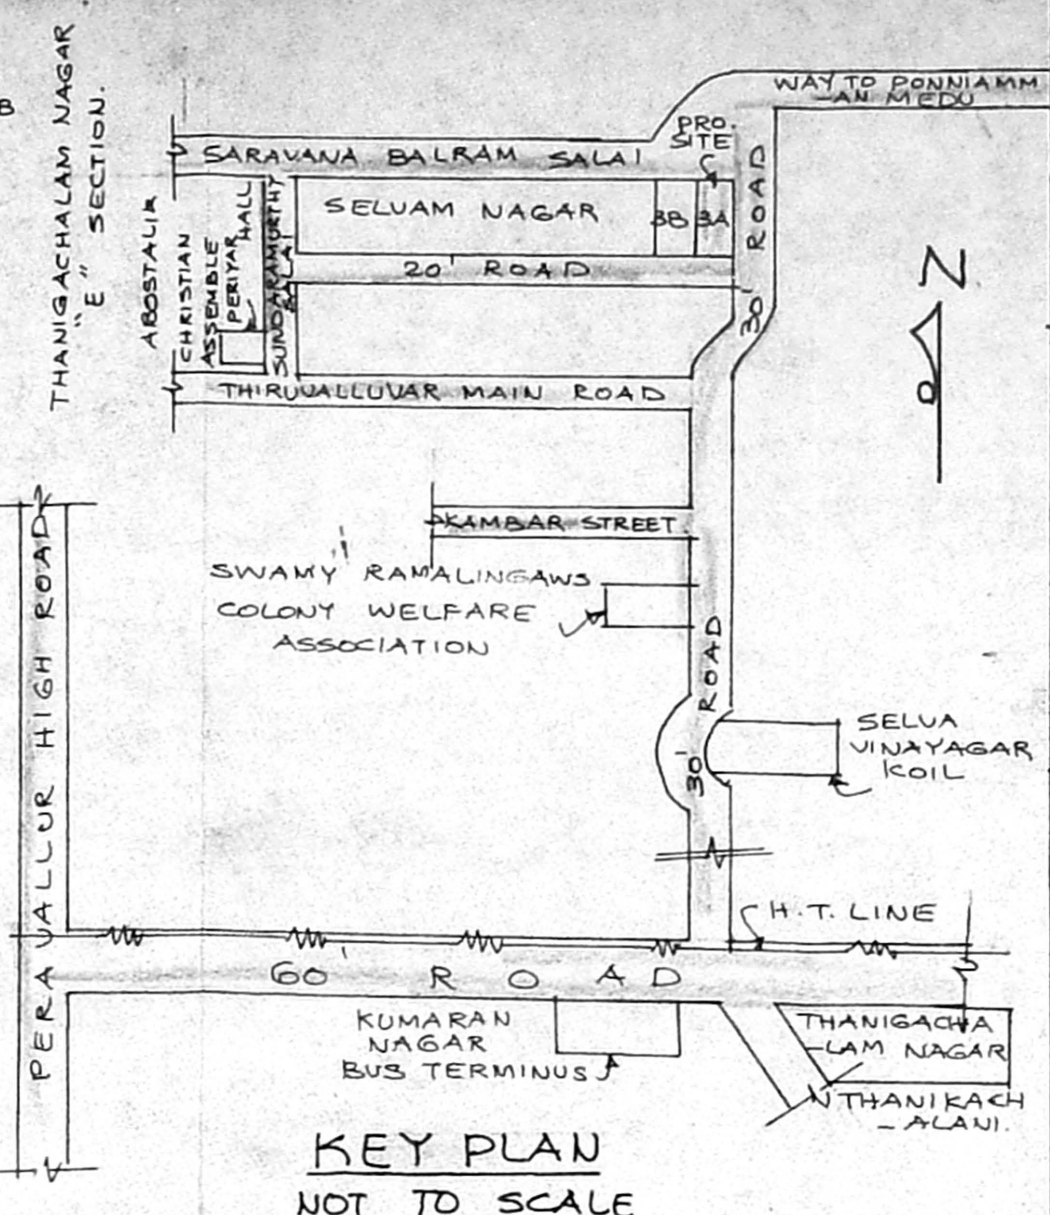 B
THANIGACHALAM NAGAR
"E" SECTION.
WAY TO PONNIAMM
-AN MEDU
PRO.
SITE
SARAVANA BALRAM SALAI
ROAD
30'
SELVAM NAGAR
3B
3A
20' ROAD
ABOSTALIK
CHRISTIAN
ASSEMBLE
PERIYAR
HALL
SUNDARAMURTHY
SALAI
THIRUVALLUVAR MAIN ROAD
N
KAMBAR STREET.
SWAMY RAMALINGAWS
COLONY WELFARE
ASSOCIATION
30' ROAD
SELVA
VINAYAGAR
KOIL
PERAVALLUR HIGH ROAD
H.T. LINE
60' ROAD
KUMARAN
NAGAR
BUS TERMINUS
THANIGACHA
-LAM NAGAR
THANIKACH
-ALANI.
KEY PLAN
NOT TO SCALE